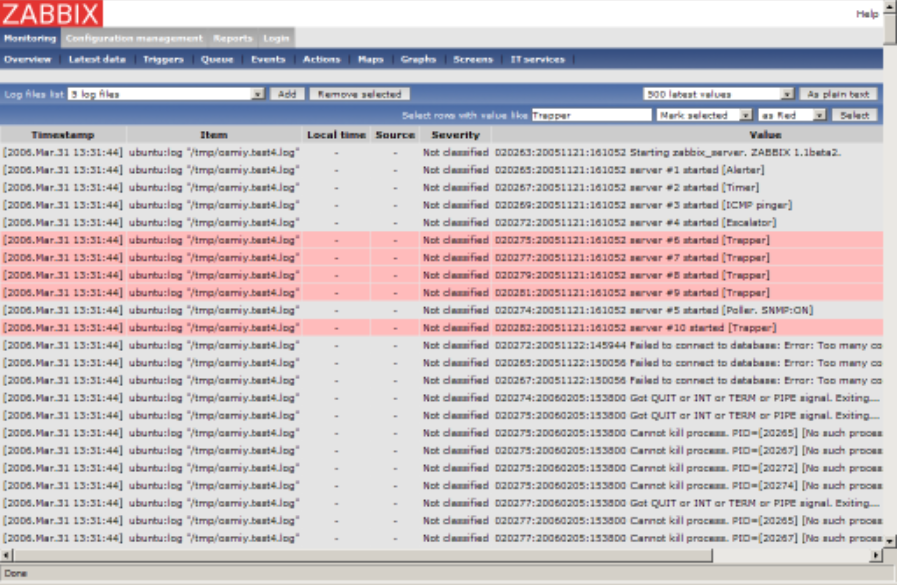 ZABBIX
Help
Monitoring Configuration management Reports Login
Overview Latest data Triggers Queue Events Actions Maps Graphs Screens IT services
Log files list 3 log files Add Remove selected 500 latest values As plain text
Select rows with value like Trapper Mark selected as Red Select
Timestamp Item Local time Source Severity Value
[2006.Mar.31 13:31:44] ubuntu:log "/tmp/osmiy.test4.log" - - Not classified 020263:20051121:161052 Starting zabbix_server. ZABBIX 1.1beta2.
[2006.Mar.31 13:31:44] ubuntu:log "/tmp/osmiy.test4.log" - - Not classified 020265:20051121:161052 server #1 started [Alerter]
[2006.Mar.31 13:31:44] ubuntu:log "/tmp/osmiy.test4.log" - - Not classified 020267:20051121:161052 server #2 started [Timer]
[2006.Mar.31 13:31:44] ubuntu:log "/tmp/osmiy.test4.log" - - Not classified 020269:20051121:161052 server #3 started [ICMP pinger]
[2006.Mar.31 13:31:44] ubuntu:log "/tmp/osmiy.test4.log" - - Not classified 020272:20051121:161052 server #4 started [Escalator]
[2006.Mar.31 13:31:44] ubuntu:log "/tmp/osmiy.test4.log" - - Not classified 020275:20051121:161052 server #6 started [Trapper]
[2006.Mar.31 13:31:44] ubuntu:log "/tmp/osmiy.test4.log" - - Not classified 020277:20051121:161052 server #7 started [Trapper]
[2006.Mar.31 13:31:44] ubuntu:log "/tmp/osmiy.test4.log" - - Not classified 020279:20051121:161052 server #8 started [Trapper]
[2006.Mar.31 13:31:44] ubuntu:log "/tmp/osmiy.test4.log" - - Not classified 020281:20051121:161052 server #9 started [Trapper]
[2006.Mar.31 13:31:44] ubuntu:log "/tmp/osmiy.test4.log" - - Not classified 020274:20051121:161052 server #5 started [Poller. SNMP:ON]
[2006.Mar.31 13:31:44] ubuntu:log "/tmp/osmiy.test4.log" - - Not classified 020282:20051121:161052 server #10 started [Trapper]
[2006.Mar.31 13:31:44] ubuntu:log "/tmp/osmiy.test4.log" - - Not classified 020272:20051122:145944 Failed to connect to database: Error: Too many co
[2006.Mar.31 13:31:44] ubuntu:log "/tmp/osmiy.test4.log" - - Not classified 020265:20051122:150056 Failed to connect to database: Error: Too many co
[2006.Mar.31 13:31:44] ubuntu:log "/tmp/osmiy.test4.log" - - Not classified 020267:20051122:150056 Failed to connect to database: Error: Too many co
[2006.Mar.31 13:31:44] ubuntu:log "/tmp/osmiy.test4.log" - - Not classified 020274:20060205:153800 Got QUIT or INT or TERM or PIPE signal. Exiting....
[2006.Mar.31 13:31:44] ubuntu:log "/tmp/osmiy.test4.log" - - Not classified 020275:20060205:153800 Got QUIT or INT or TERM or PIPE signal. Exiting....
[2006.Mar.31 13:31:44] ubuntu:log "/tmp/osmiy.test4.log" - - Not classified 020275:20060205:153800 Cannot kill process. PID=[20265] [No such proces
[2006.Mar.31 13:31:44] ubuntu:log "/tmp/osmiy.test4.log" - - Not classified 020275:20060205:153800 Cannot kill process. PID=[20267] [No such proces
[2006.Mar.31 13:31:44] ubuntu:log "/tmp/osmiy.test4.log" - - Not classified 020275:20060205:153800 Cannot kill process. PID=[20272] [No such proces
[2006.Mar.31 13:31:44] ubuntu:log "/tmp/osmiy.test4.log" - - Not classified 020275:20060205:153800 Cannot kill process. PID=[20274] [No such proces
[2006.Mar.31 13:31:44] ubuntu:log "/tmp/osmiy.test4.log" - - Not classified 020277:20060205:153800 Got QUIT or INT or TERM or PIPE signal. Exiting....
[2006.Mar.31 13:31:44] ubuntu:log "/tmp/osmiy.test4.log" - - Not classified 020277:20060205:153800 Cannot kill process. PID=[20265] [No such proces
[2006.Mar.31 13:31:44] ubuntu:log "/tmp/osmiy.test4.log" - - Not classified 020277:20060205:153800 Cannot kill process. PID=[20267] [No such proces
Done